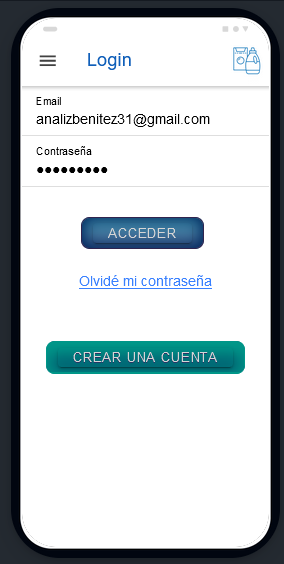 Login
Email
analizbenitez31@gmail.com
Contraseña
●●●●●●●●●
ACCEDER
Olvidé mi contraseña
CREAR UNA CUENTA